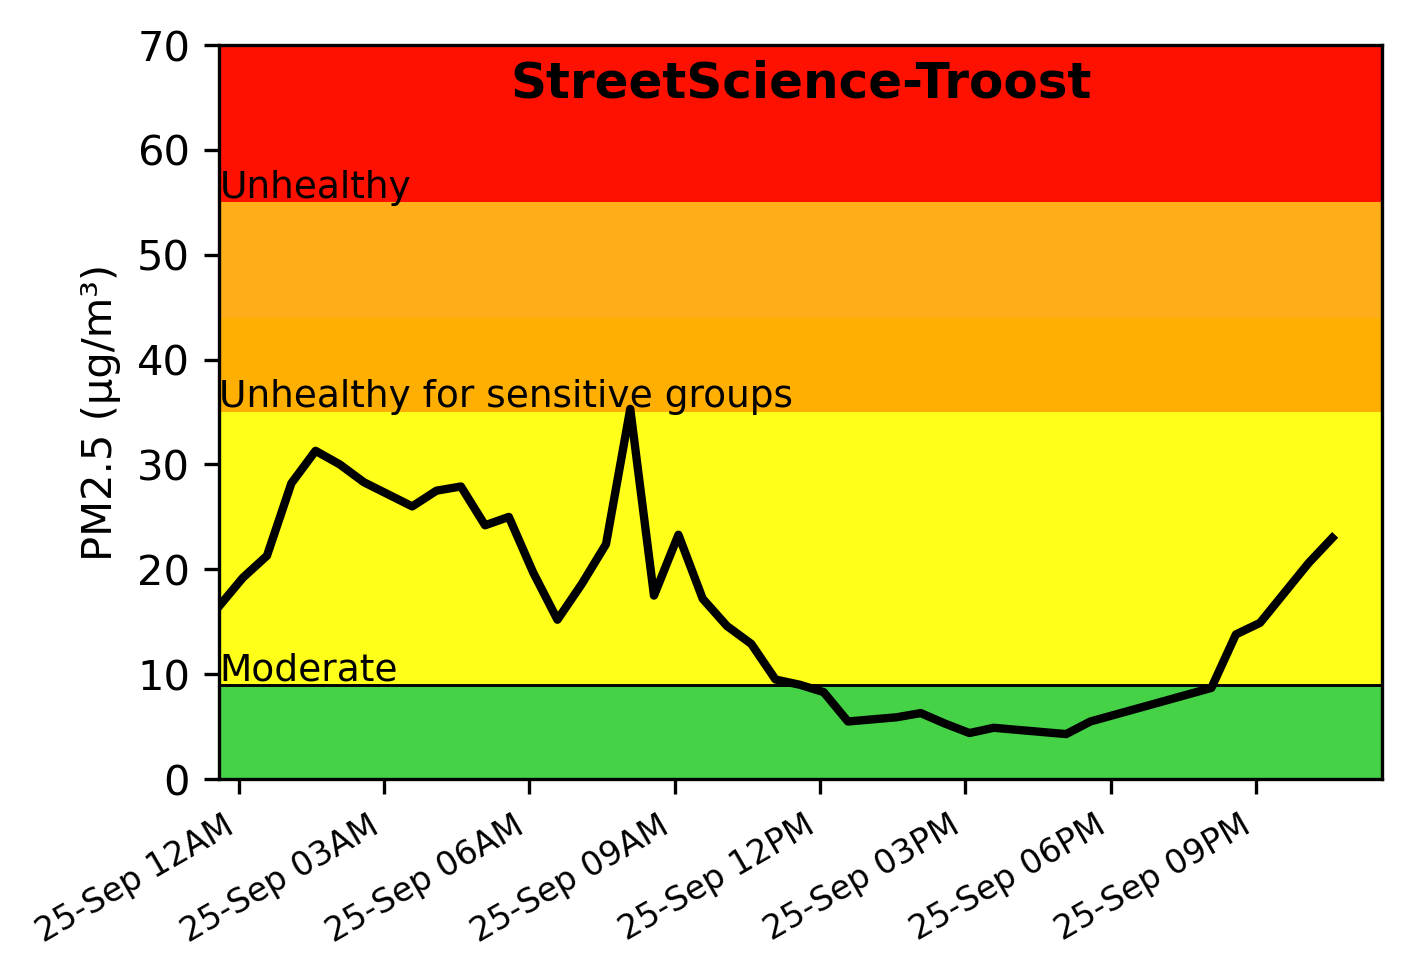 StreetScience-Troost
70
60
50
40
30
20
10
0
PM2.5 (µg/m³)
Unhealthy
Unhealthy for sensitive groups
Moderate
25-Sep 12AM
25-Sep 03AM
25-Sep 06AM
25-Sep 09AM
25-Sep 12PM
25-Sep 03PM
25-Sep 06PM
25-Sep 09PM